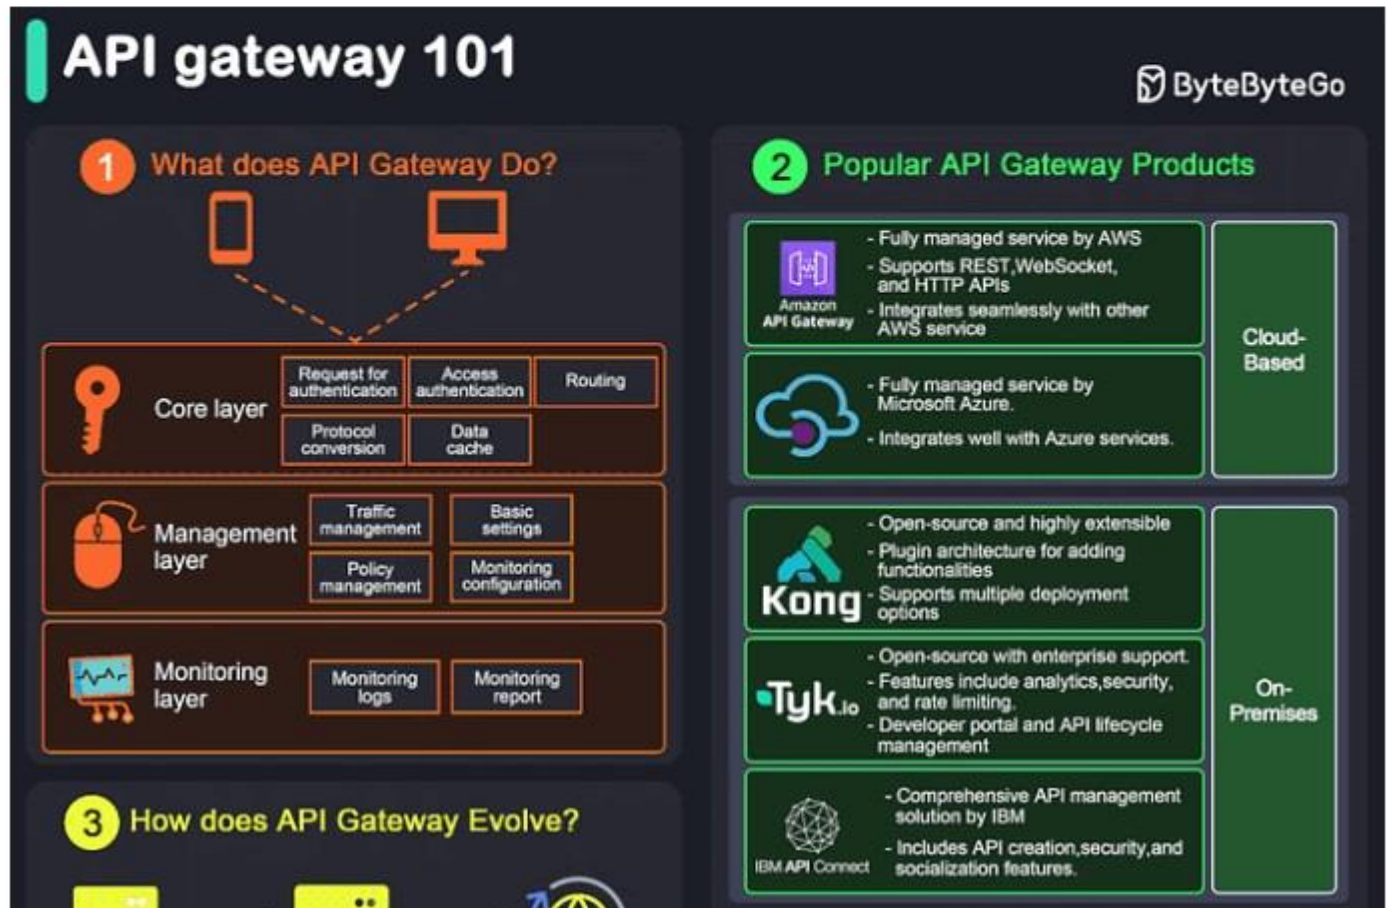 API gateway 101
ByteByteGo
1 What does API Gateway Do?
Core layer
Request for
authentication
Access
authentication
Routing
Protocol
conversion
Data
cache
Management
layer
Traffic
management
Basic
settings
Policy
management
Monitoring
configuration
Monitoring
layer
Monitoring
logs
Monitoring
report
2 Popular API Gateway Products
Amazon
API Gateway
- Fully managed service by AWS
- Supports REST,WebSocket,
and HTTP APIs
- Integrates seamlessly with other
AWS service
- Fully managed service by
Microsoft Azure.
- Integrates well with Azure services.
Cloud-
Based
Kong
- Open-source and highly extensible
- Plugin architecture for adding
functionalities
- Supports multiple deployment
options
Tyk.io
- Open-source with enterprise support.
- Features include analytics,security,
and rate limiting.
- Developer portal and API lifecycle
management
IBM API Connect
- Comprehensive API management
solution by IBM
- Includes API creation,security,and
socialization features.
On-
Premises
3 How does API Gateway Evolve?